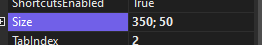 ShortcutsEnabled True
Size 350; 50
TabIndex 2